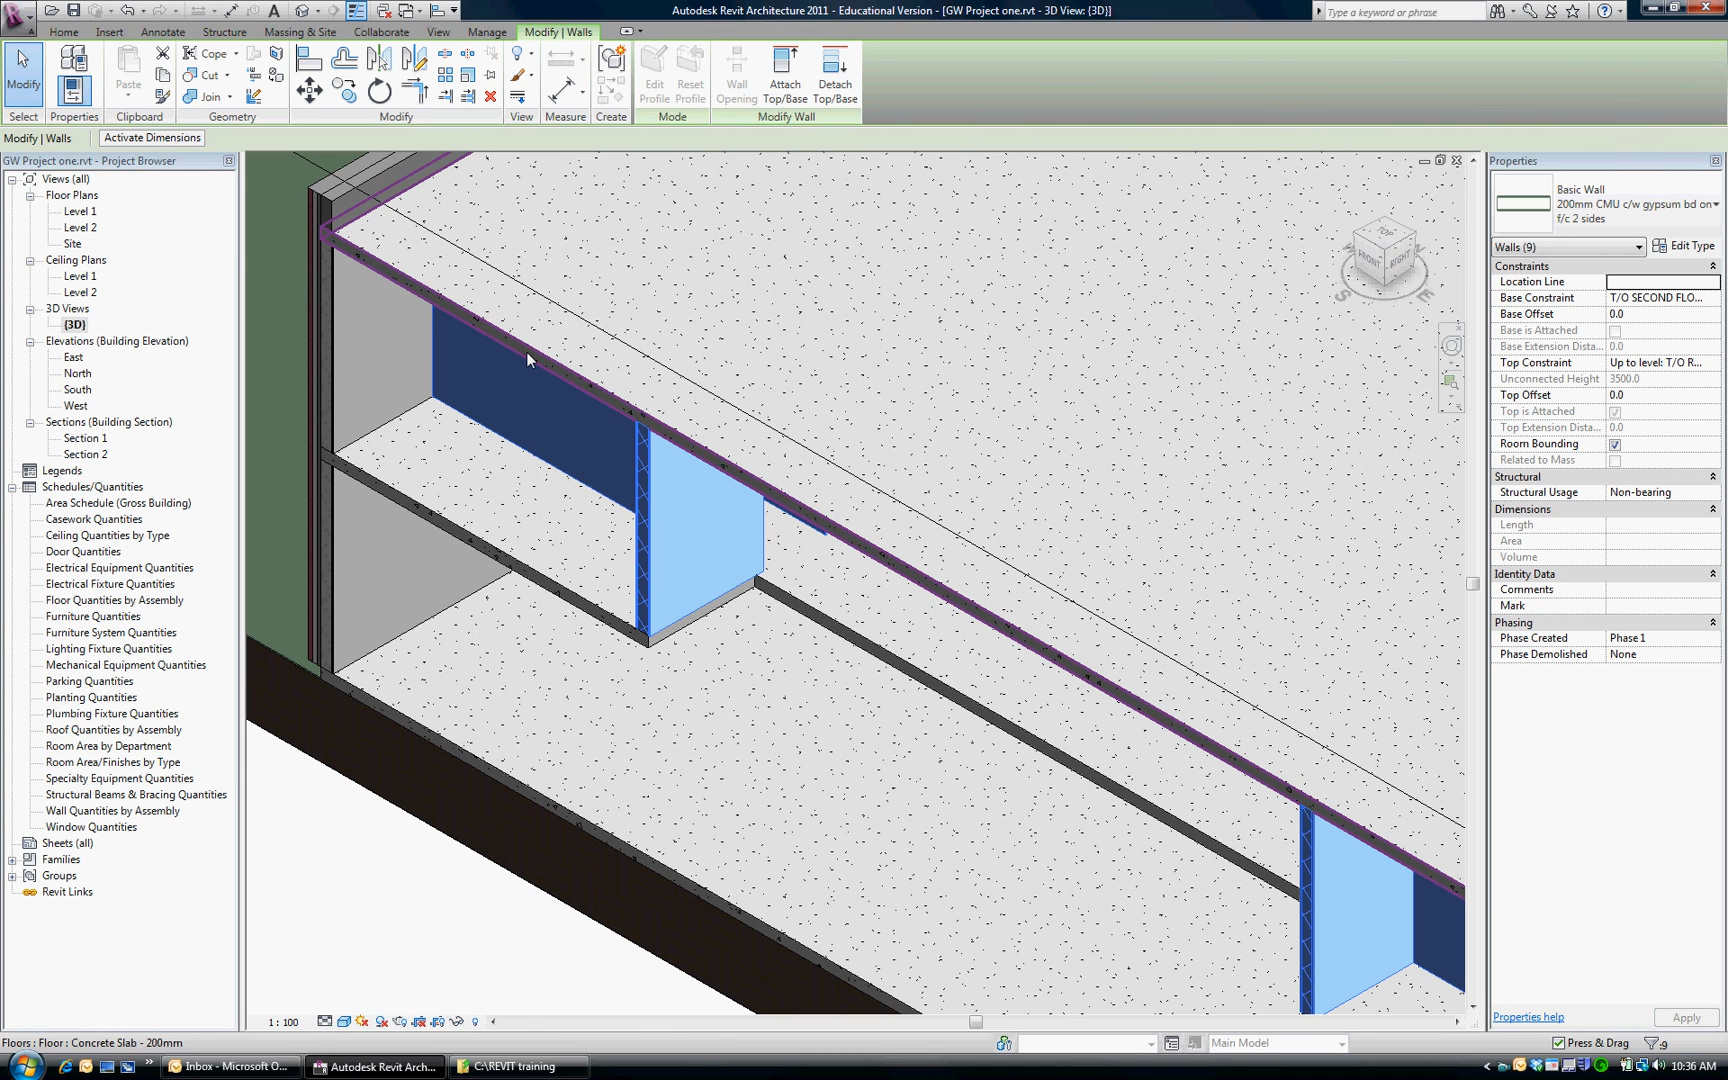 Autodesk Revit Architecture 2011 - Educational Version - [GW Project one.rvt - 3D View: {3D}]
Type a keyword or phrase
Home Insert Annotate Structure Massing & Site Collaborate View Manage Modify | Walls
Modify
Paste
Cope
Cut
Join
Edit Profile
Reset Profile
Wall Opening
Attach Top/Base
Detach Top/Base
Select Properties Clipboard Geometry Modify View Measure Create Mode Modify Wall
Modify | Walls Activate Dimensions
GW Project one.rvt - Project Browser
Views (all)
Floor Plans
Level 1
Level 2
Site
Ceiling Plans
Level 1
Level 2
3D Views
{3D}
Elevations (Building Elevation)
East
North
South
West
Sections (Building Section)
Section 1
Section 2
Legends
Schedules/Quantities
Area Schedule (Gross Building)
Casework Quantities
Ceiling Quantities by Type
Door Quantities
Electrical Equipment Quantities
Electrical Fixture Quantities
Floor Quantities by Assembly
Furniture Quantities
Furniture System Quantities
Lighting Fixture Quantities
Mechanical Equipment Quantities
Parking Quantities
Planting Quantities
Plumbing Fixture Quantities
Roof Quantities by Assembly
Room Area by Department
Room Area/Finishes by Type
Specialty Equipment Quantities
Structural Beams & Bracing Quantities
Wall Quantities by Assembly
Window Quantities
Sheets (all)
Families
Groups
Revit Links
TOP
FRONT
RIGHT
S
E
Properties
Basic Wall
200mm CMU c/w gypsum bd on
f/c 2 sides
Walls (9) Edit Type
Constraints
Location Line
Base Constraint T/O SECOND FLO...
Base Offset 0.0
Base is Attached
Base Extension Dista... 0.0
Top Constraint Up to level: T/O R...
Unconnected Height 3500.0
Top Offset 0.0
Top is Attached
Top Extension Dista... 0.0
Room Bounding
Related to Mass
Structural
Structural Usage Non-bearing
Dimensions
Length
Area
Volume
Identity Data
Comments
Mark
Phasing
Phase Created Phase 1
Phase Demolished None
Properties help Apply
1 : 100
Floors : Floor : Concrete Slab - 200mm
Main Model
Press & Drag
:9
Inbox - Microsoft O...
Autodesk Revit Arch...
C:\REVIT training
10:36 AM